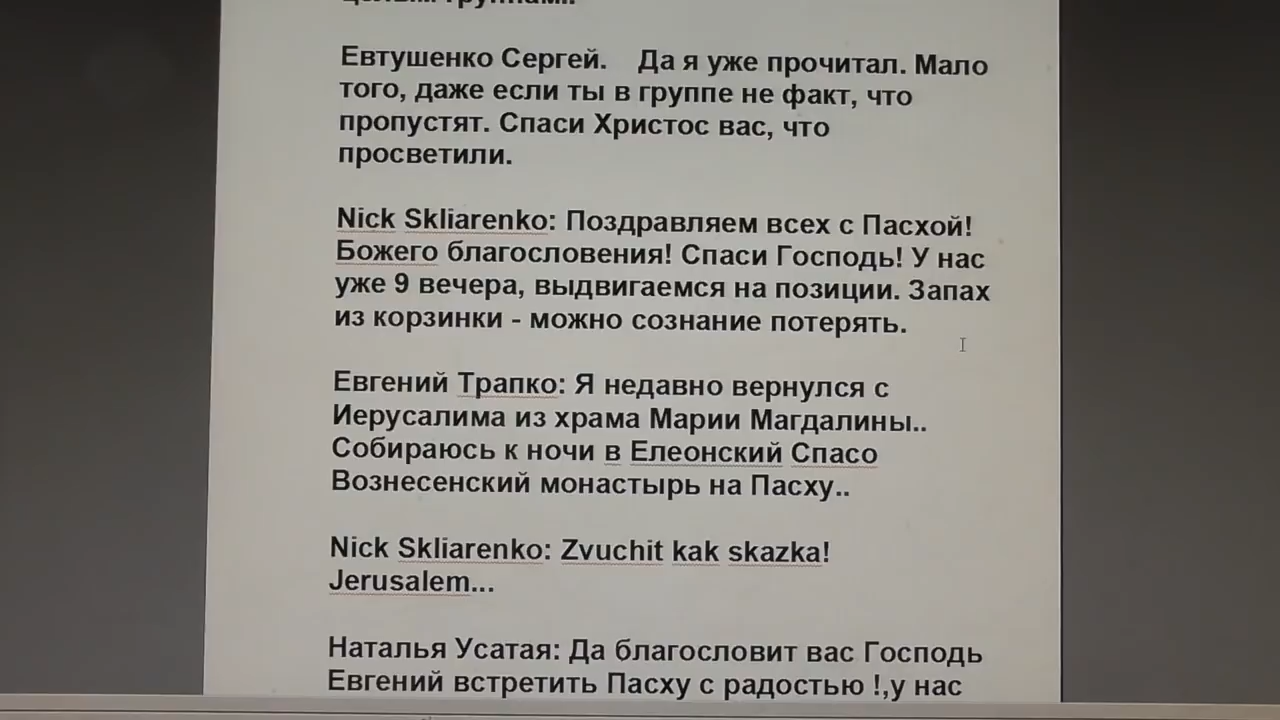 Евтушенко Сергей. Да я уже прочитал. Мало
того, даже если ты в группе не факт, что
пропустят. Спаси Христос вас, что
просветили.
Nick Skliarenko: Поздравляем всех с Пасхой!
Божего благословения! Спаси Господь! У нас
уже 9 вечера, выдвигаемся на позиции. Запах
из корзинки - можно сознание потерять.
Евгений Трапко: Я недавно вернулся с
Иерусалима из храма Марии Магдалины..
Собираюсь к ночи в Елеонский Спасо
Вознесенский монастырь на Пасху..
Nick Skliarenko: Zvuchit kak skazka!
Jerusalem...
Наталья Усатая: Да благословит вас Господь
Евгений встретить Пасху с радостью !,у нас